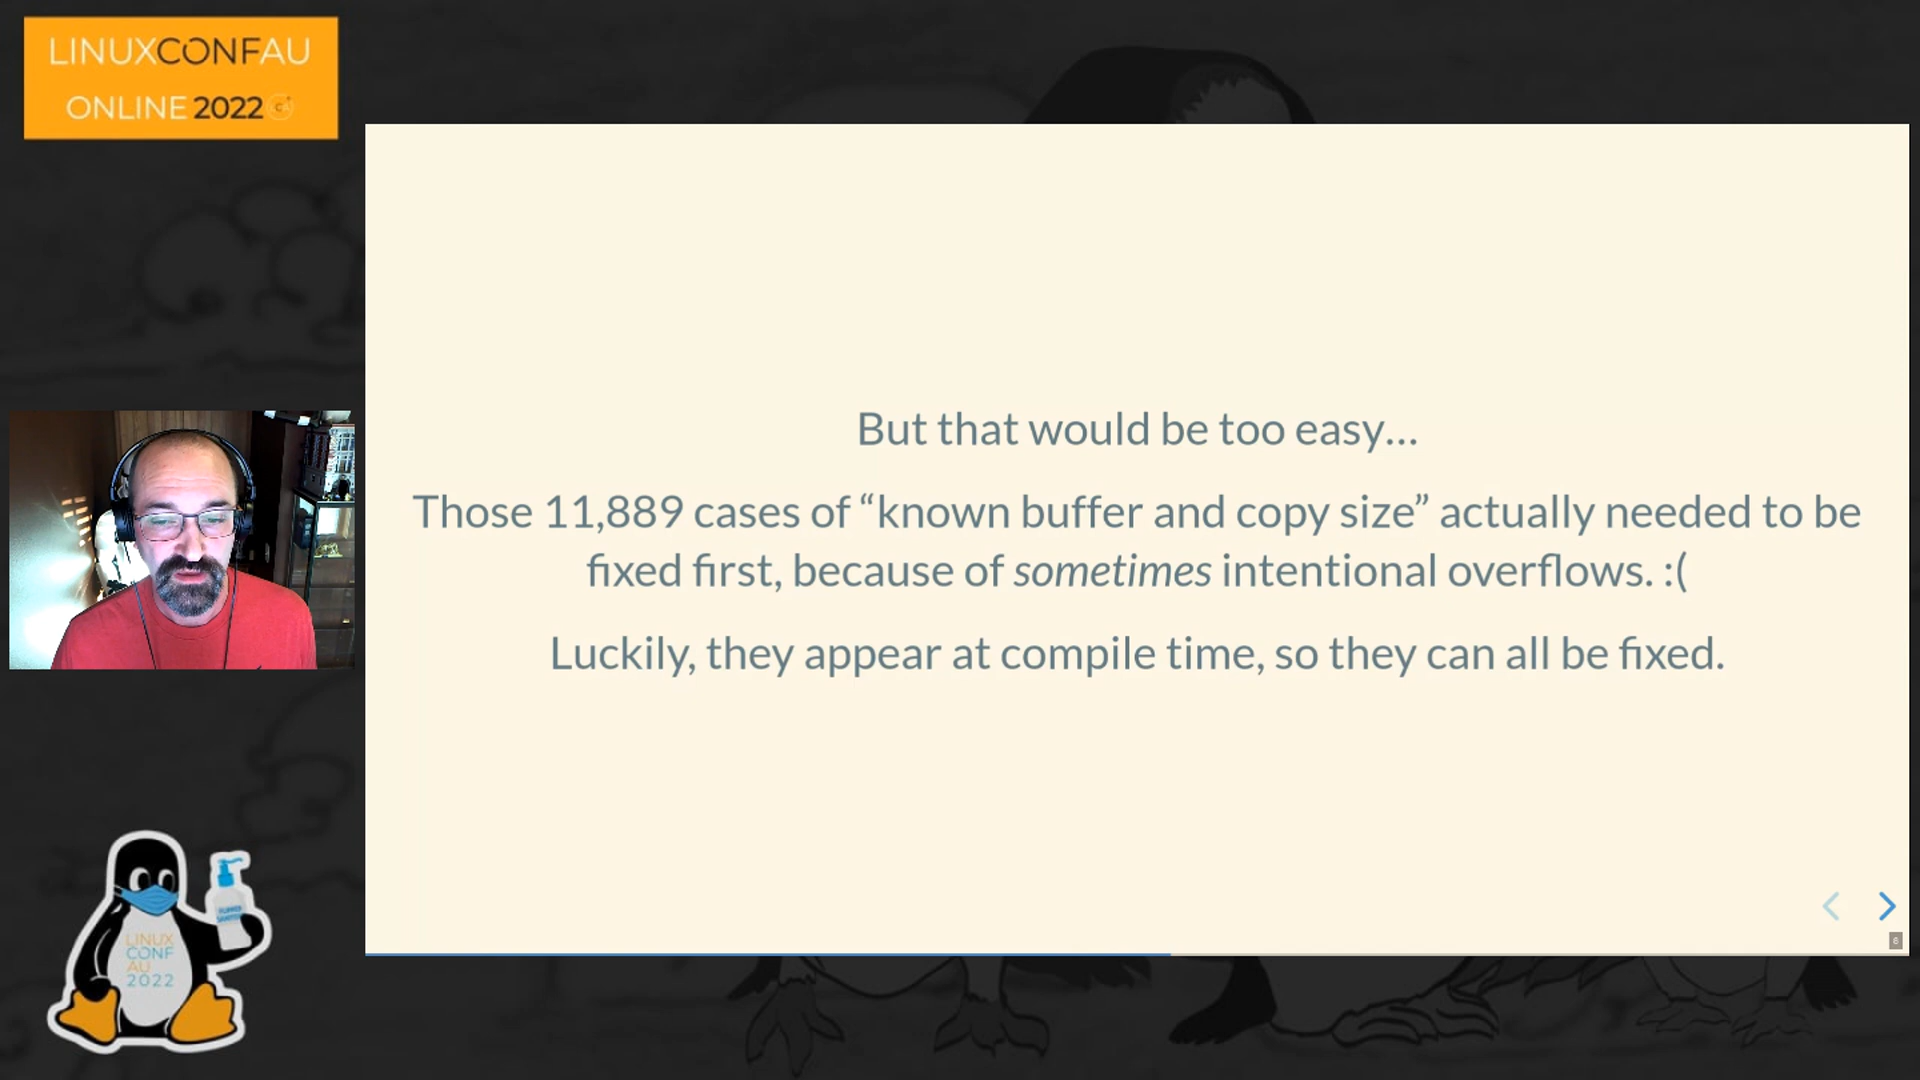 LINUXCONFAU
ONLINE 2022
But that would be too easy...
Those 11,889 cases of “known buffer and copy size” actually needed to be
fixed first, because of sometimes intentional overflows. :(
Luckily, they appear at compile time, so they can all be fixed.
LINUX
CONF
AU
2022